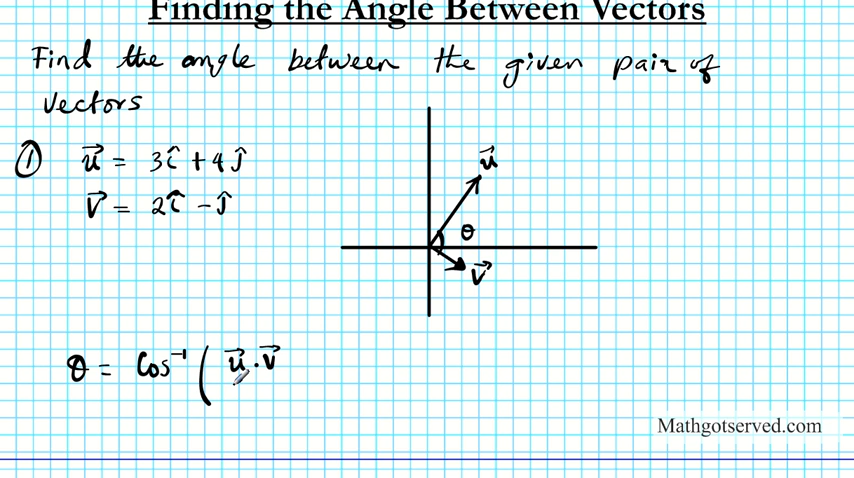 Finding the Angle Between Vectors
Find the angle between the given pair of
vectors
① u⃗ = 3î + 4ĵ
v⃗ = 2î - ĵ
u⃗
θ
v⃗
θ = Cos⁻¹ ( u⃗ · v⃗
Mathgotserved.com